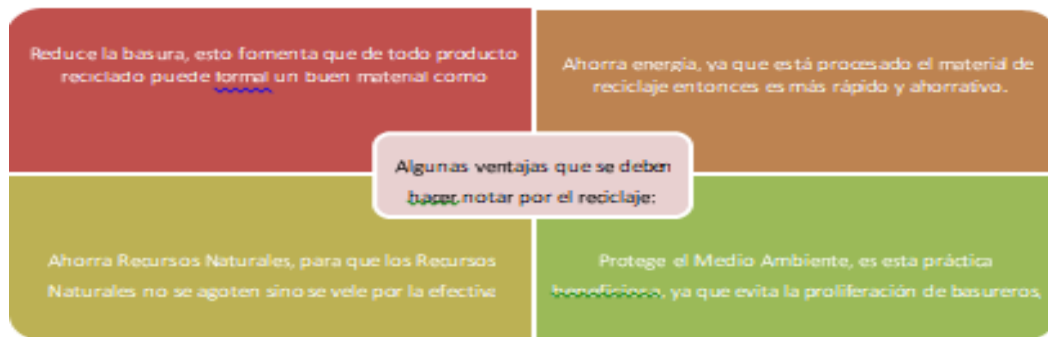 Reduce la basura, esto fomenta que de todo producto
reciclado puede formal un buen material como
Ahorra energía, ya que está procesado el material de
reciclaje entonces es más rápido y ahorrativo.
Algunas ventajas que se deben
hacer notar por el reciclaje:
Ahorra Recursos Naturales, para que los Recursos
Naturales no se agoten sino se vele por la efectiva
Protege el Medio Ambiente, es esta práctica
beneficiosa, ya que evita la proliferación de basureros,